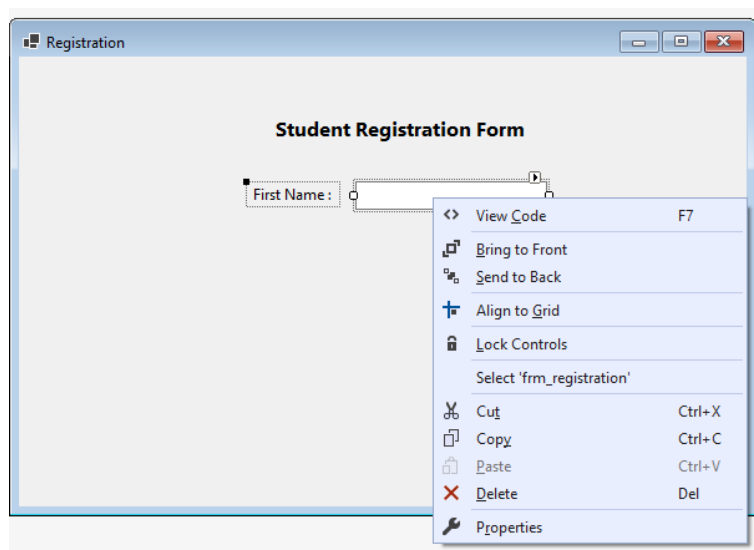 Registration
Student Registration Form
First Name :
View Code F7
Bring to Front
Send to Back
Align to Grid
Lock Controls
Select 'frm_registration'
Cut Ctrl+X
Copy Ctrl+C
Paste Ctrl+V
Delete Del
Properties